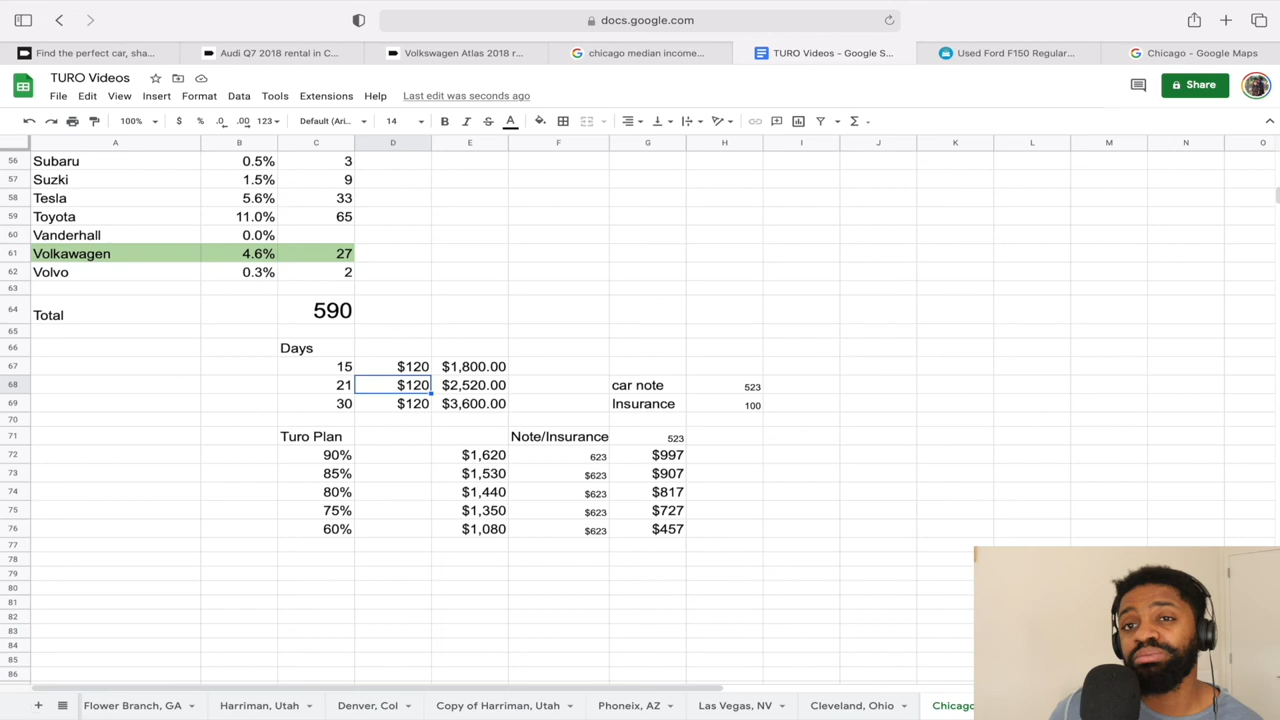 docs.google.com
Find the perfect car, sha...
Audi Q7 2018 rental in C...
Volkswagen Atlas 2018 r...
chicago median income...
TURO Videos - Google S...
Used Ford F150 Regular...
Chicago - Google Maps
TURO Videos
File Edit View Insert Format Data Tools Extensions Help Last edit was seconds ago
Share
100% $ % .0 .00 123 Default (Ari... 14 B I S A
A B C D E F G H I J K L M N O
56 Subaru 0.5% 3
57 Suzki 1.5% 9
58 Tesla 5.6% 33
59 Toyota 11.0% 65
60 Vanderhall 0.0%
61 Volkawagen 4.6% 27
62 Volvo 0.3% 2
63
64 Total 590
65
66 Days
67 15 $120 $1,800.00
68 21 $120 $2,520.00 car note 523
69 30 $120 $3,600.00 Insurance 100
70
71 Turo Plan Note/Insurance 523
72 90% $1,620 623 $997
73 85% $1,530 $623 $907
74 80% $1,440 $623 $817
75 75% $1,350 $623 $727
76 60% $1,080 $623 $457
77
78
79
80
81
82
83
84
85
86
Flower Branch, GA Harriman, Utah Denver, Col Copy of Harriman, Utah Phoneix, AZ Las Vegas, NV Cleveland, Ohio Chicago